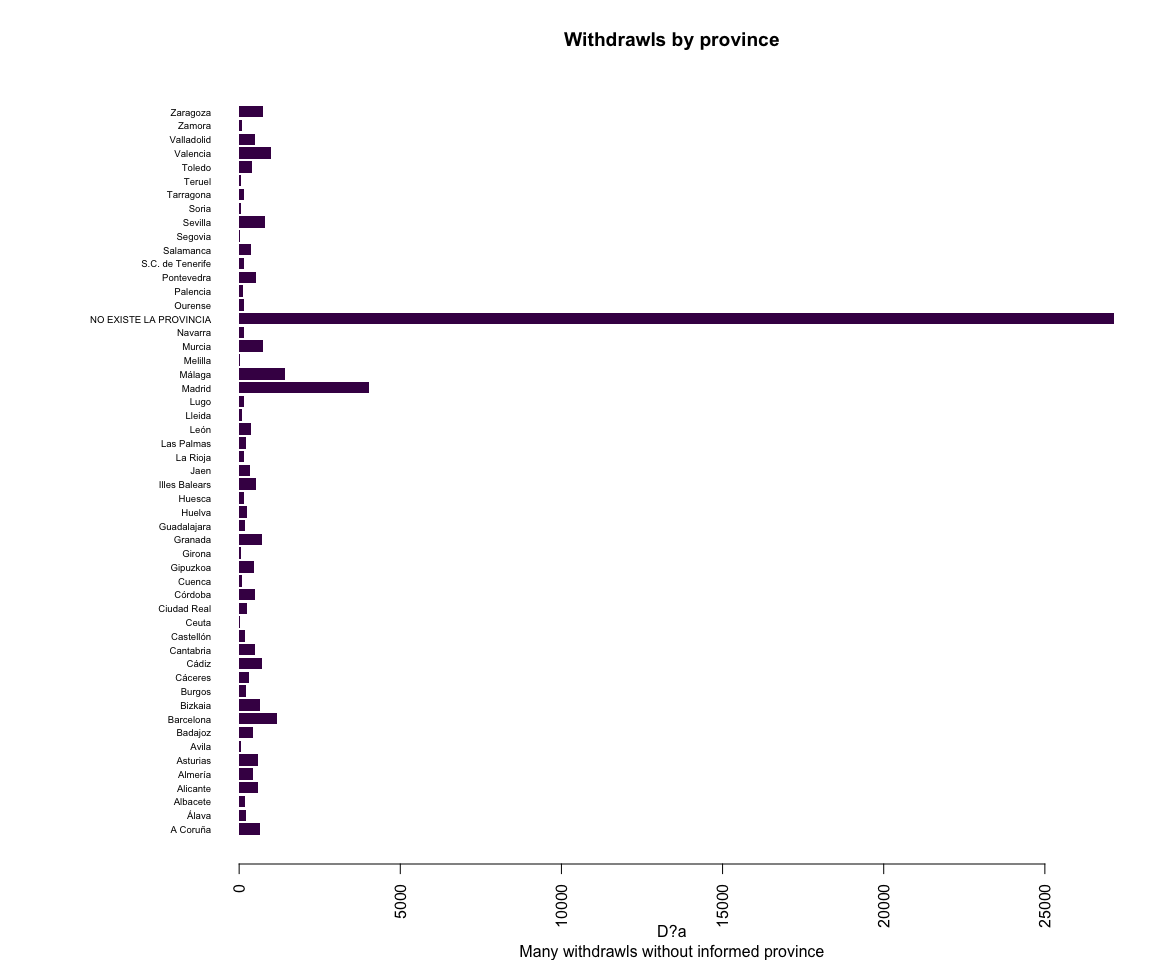 Withdrawls by province
Zaragoza
Zamora
Valladolid
Valencia
Toledo
Teruel
Tarragona
Soria
Sevilla
Segovia
Salamanca
S.C. de Tenerife
Pontevedra
Palencia
Ourense
NO EXISTE LA PROVINCIA
Navarra
Murcia
Melilla
Málaga
Madrid
Lugo
Lleida
León
Las Palmas
La Rioja
Jaen
Illes Balears
Huesca
Huelva
Guadalajara
Granada
Girona
Gipuzkoa
Cuenca
Córdoba
Ciudad Real
Ceuta
Castellón
Cantabria
Cádiz
Cáceres
Burgos
Bizkaia
Barcelona
Badajoz
Avila
Asturias
Almería
Alicante
Albacete
Álava
A Coruña
0 5000 10000 15000 20000 25000
D?a
Many withdrawls without informed province